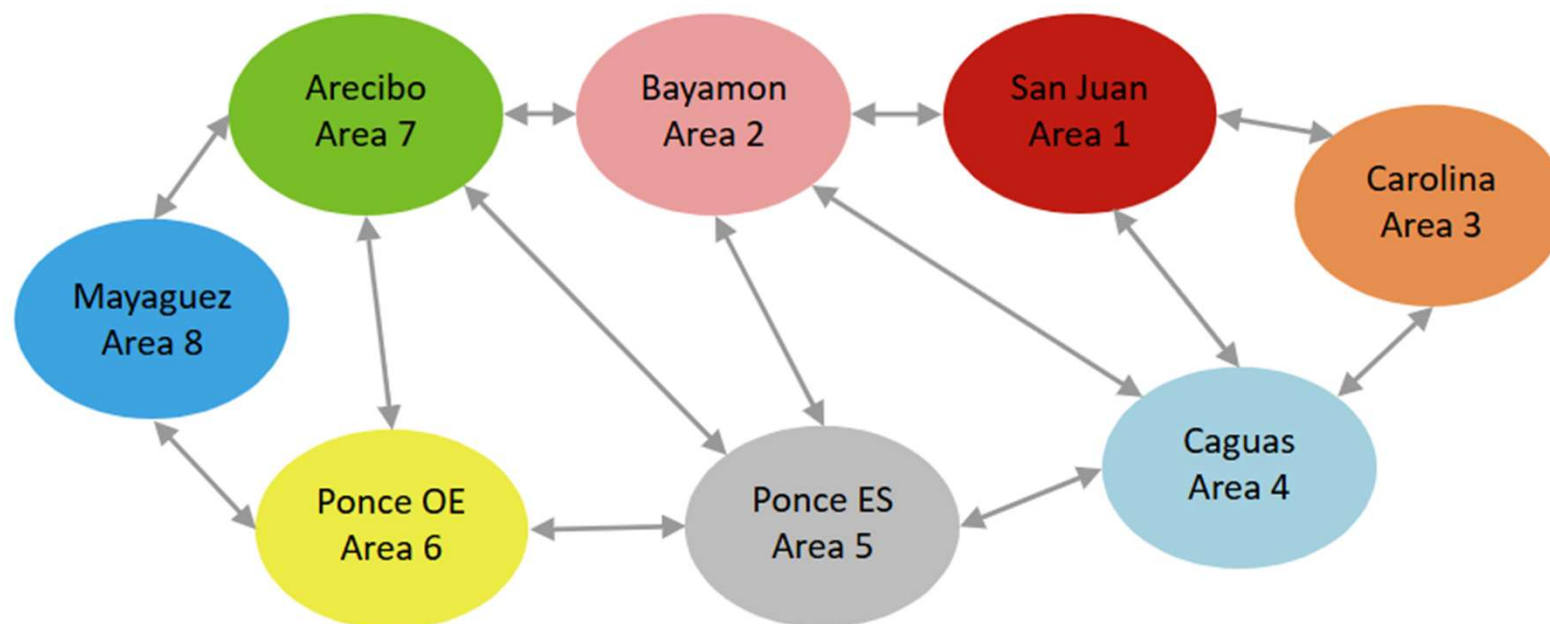 Arecibo
Area 7
Bayamon
Area 2
San Juan
Area 1
Carolina
Area 3
Mayaguez
Area 8
Caguas
Area 4
Ponce OE
Area 6
Ponce ES
Area 5